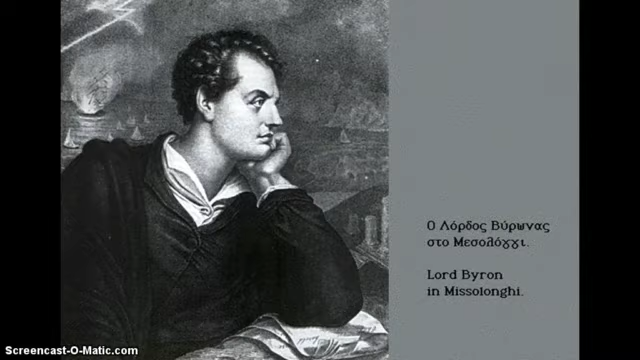 Ο Λόρδος Βύρωνας
στο Μεσολόγγι.
Lord Byron
in Missolonghi.
Screencast-O-Matic.com